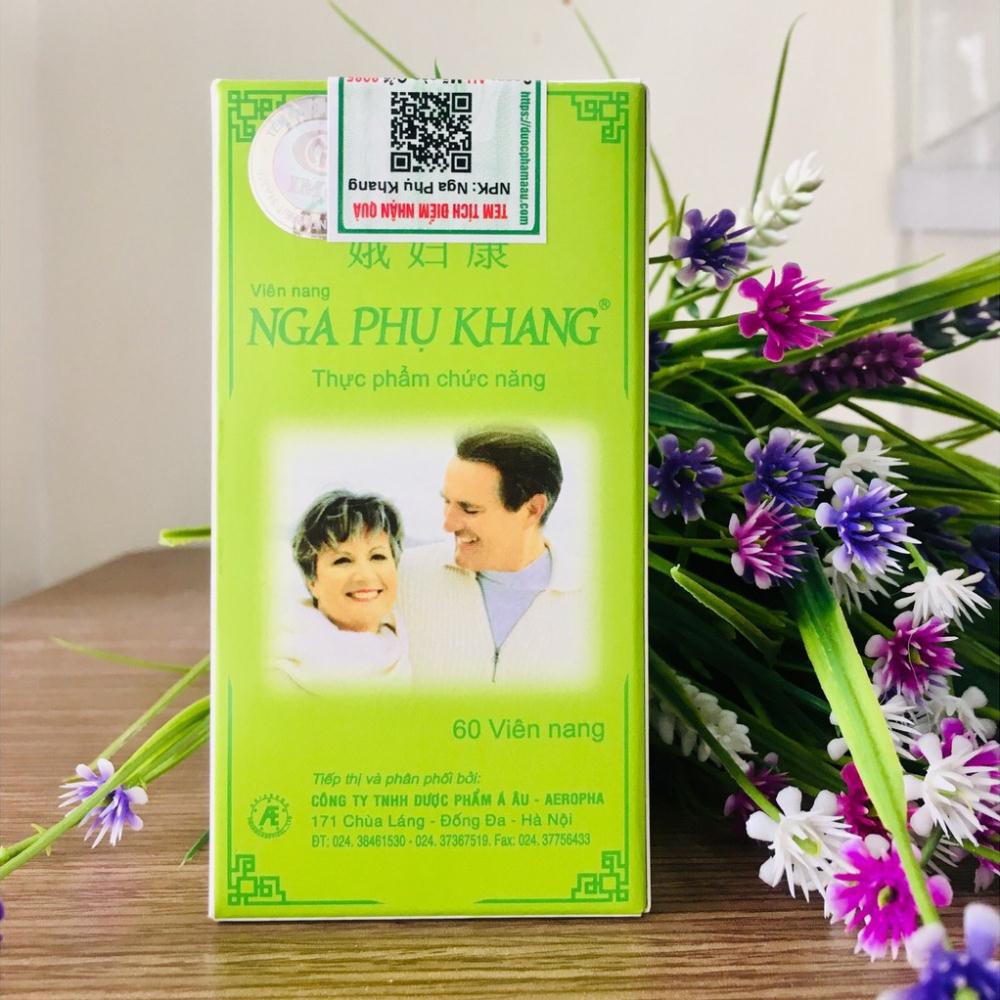 https://duocphamaau.com
NPK: Nga Phụ Khang
TEM TÍCH ĐIỂM NHẬN QUÀ
娥妇康
Viên nang
NGA PHỤ KHANG®
Thực phẩm chức năng
60 Viên nang
Tiếp thị và phân phối bởi:
CÔNG TY TNHH DƯỢC PHẨM Á ÂU - AEROPHA
171 Chùa Láng - Đống Đa - Hà Nội
ĐT: 024. 38461530 - 024. 37367519. Fax: 024. 37756433